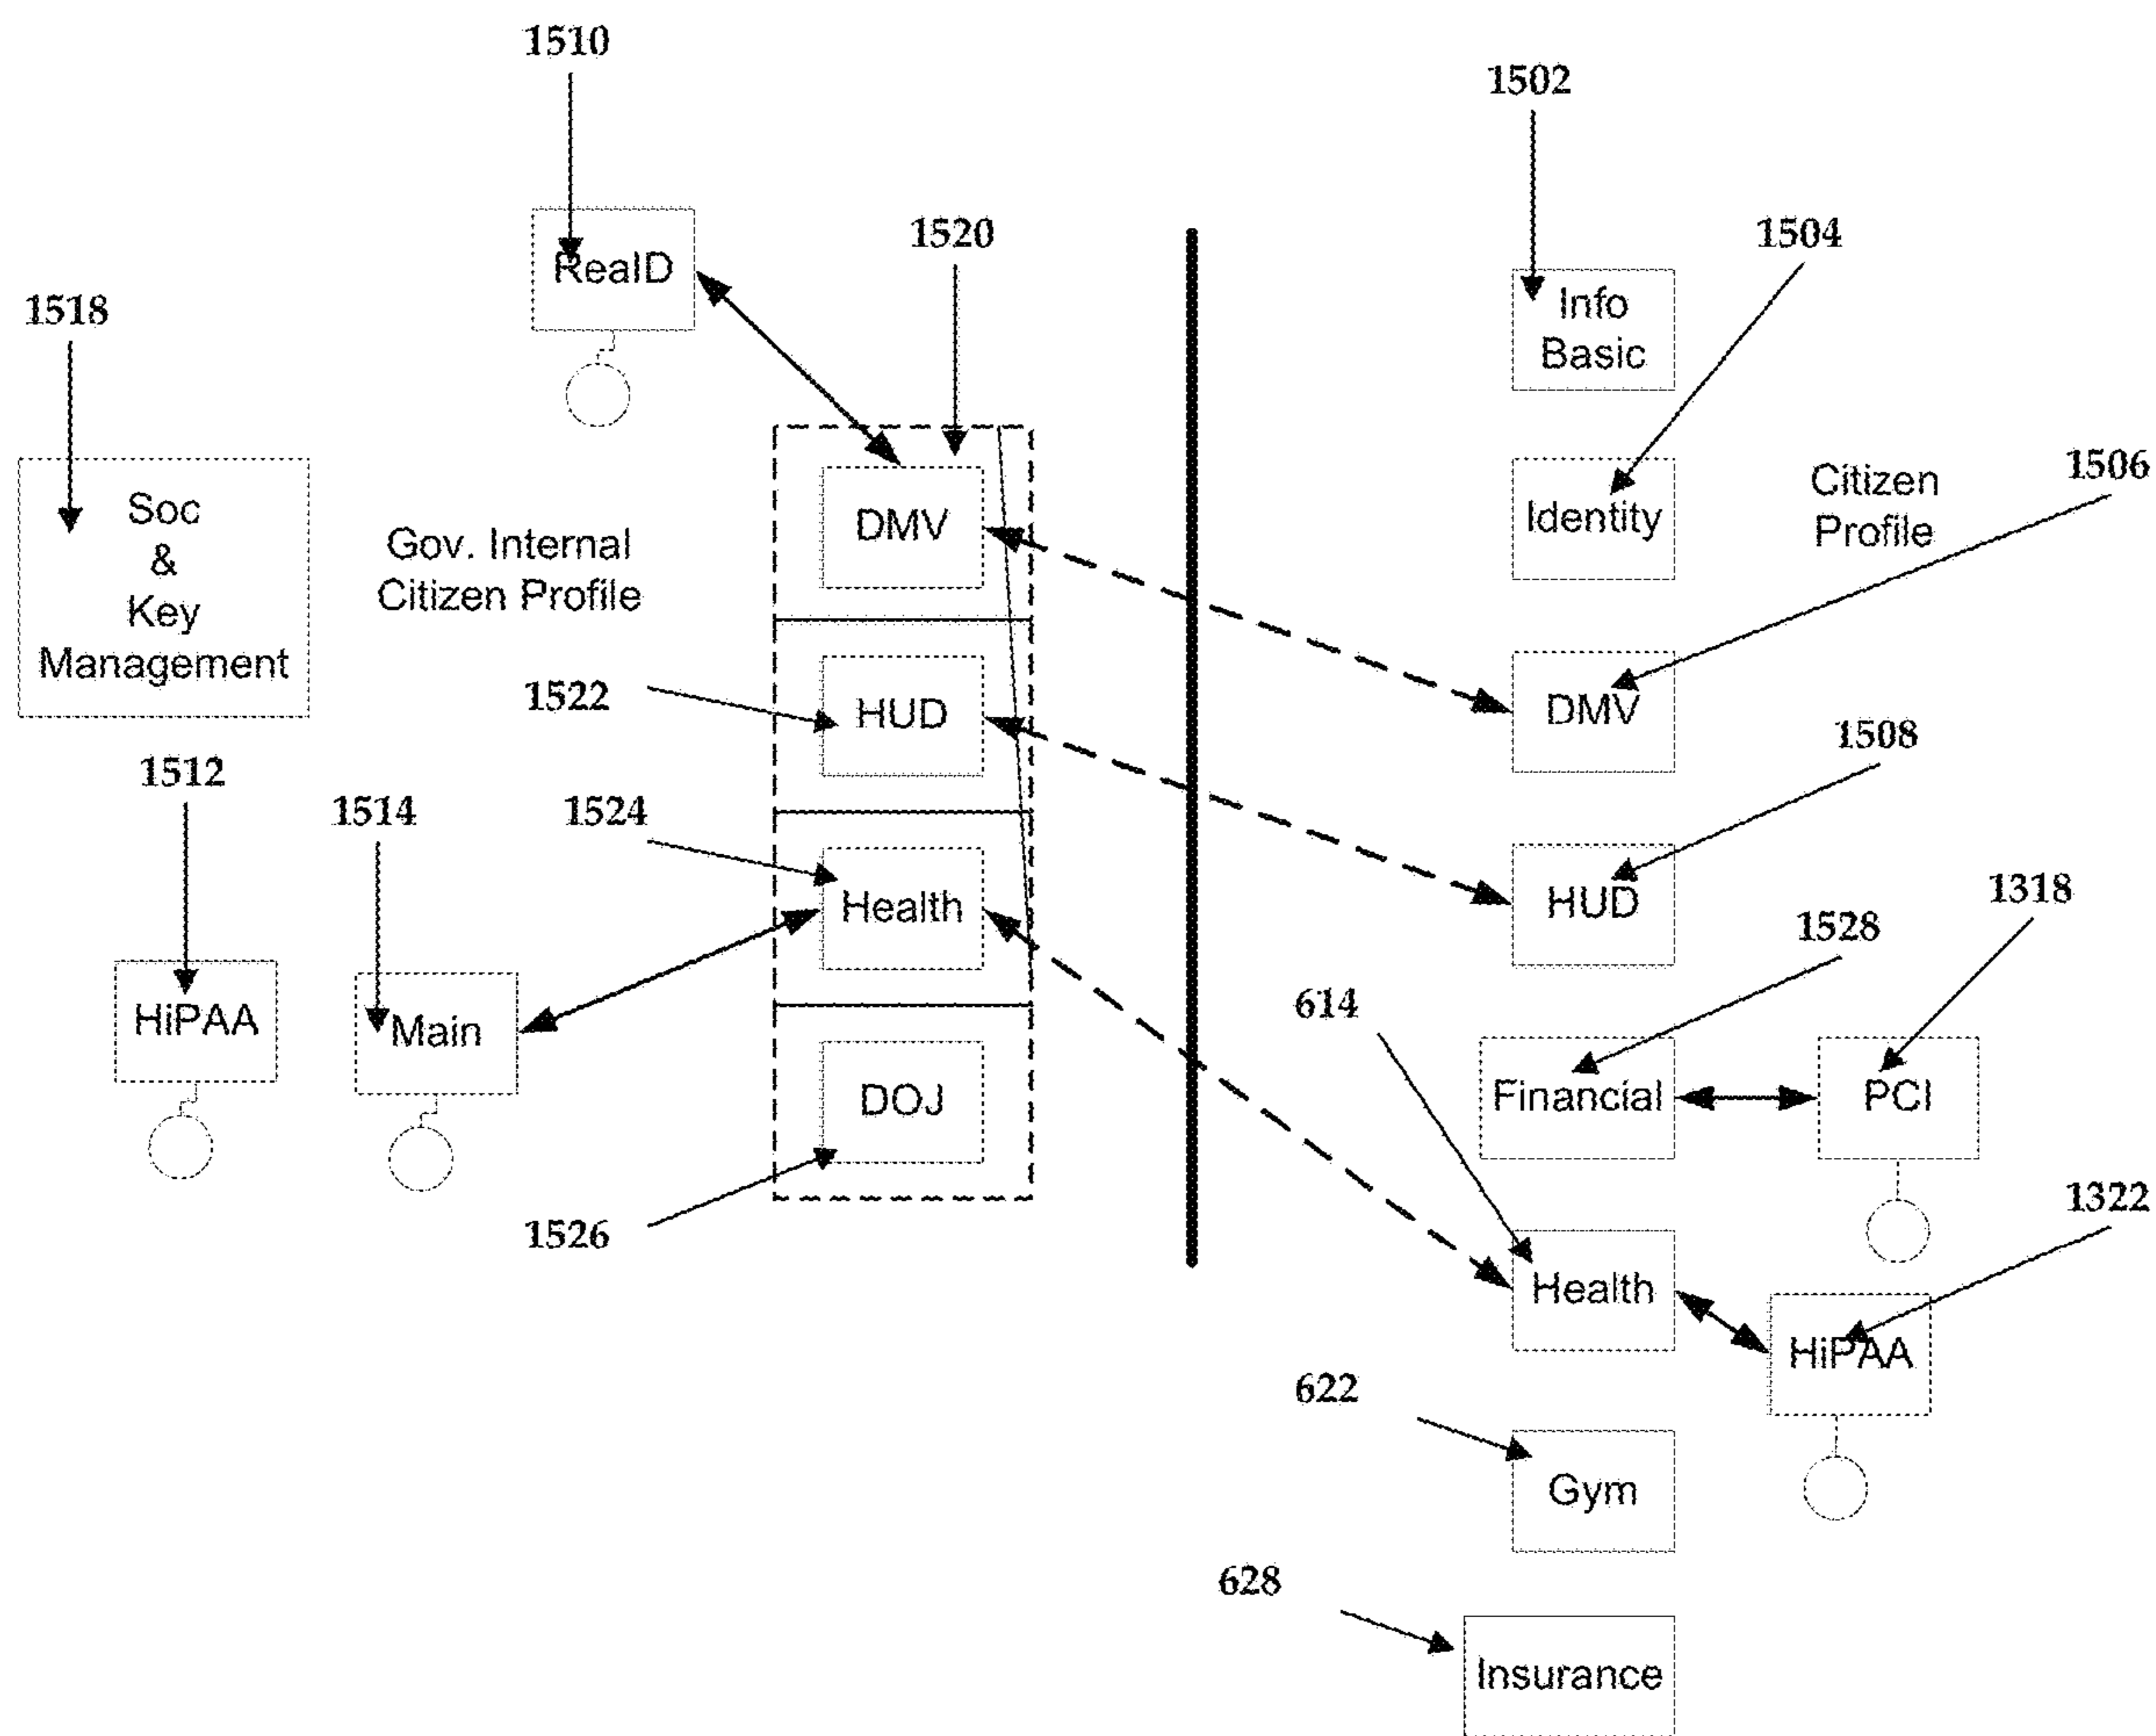 1510
1502
1520
1504
RealD
1518
Info
Basic
1506
Citizen
Profile
Soc
&
Key
Management
Identity
DMV
Gov. Internal
Citizen Profile
1522
HUD
DMV
1508
1512
1514
1524
1318
Health
HUD
1528
614
HiPAA
Main
DOJ
Financial
PCI
1322
1526
Health
HiPAA
622
Gym
628
Insurance